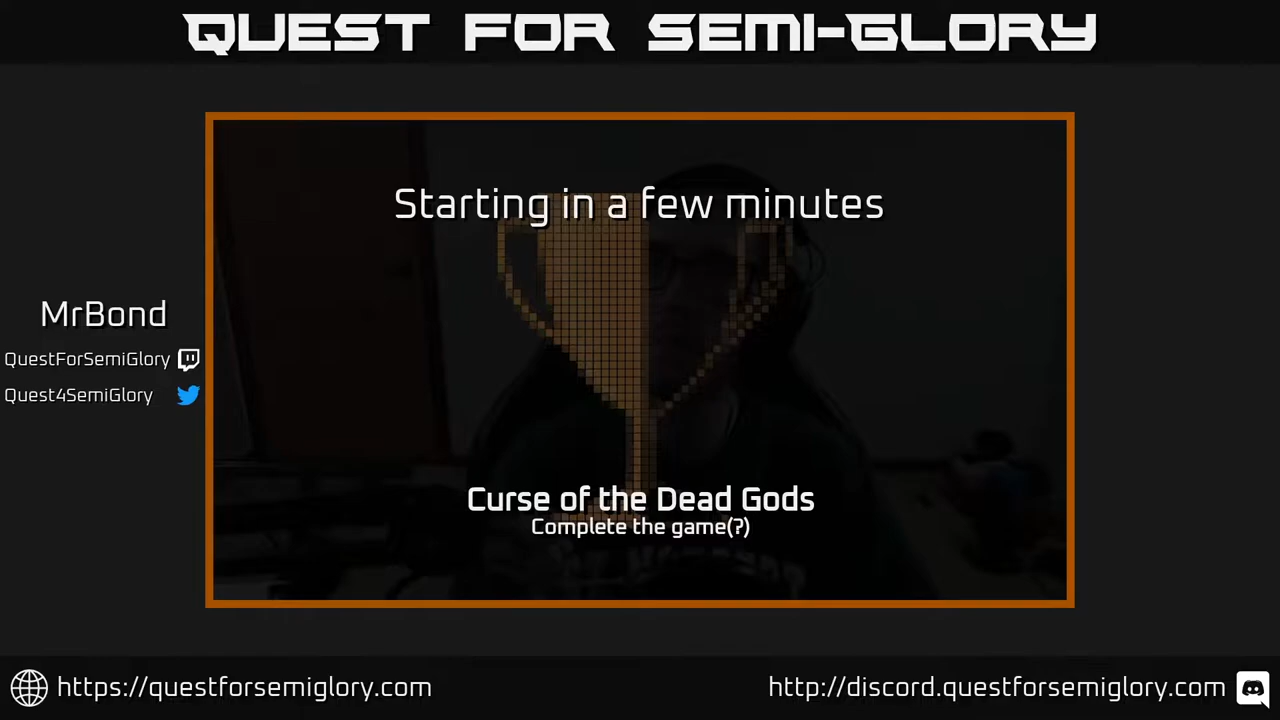 QUEST FOR SEMI-GLORY
Starting in a few minutes
MrBond
QuestForSemiGlory
Quest4SemiGlory
Curse of the Dead Gods
Complete the game(?)
https://questforsemiglory.com
http://discord.questforsemiglory.com